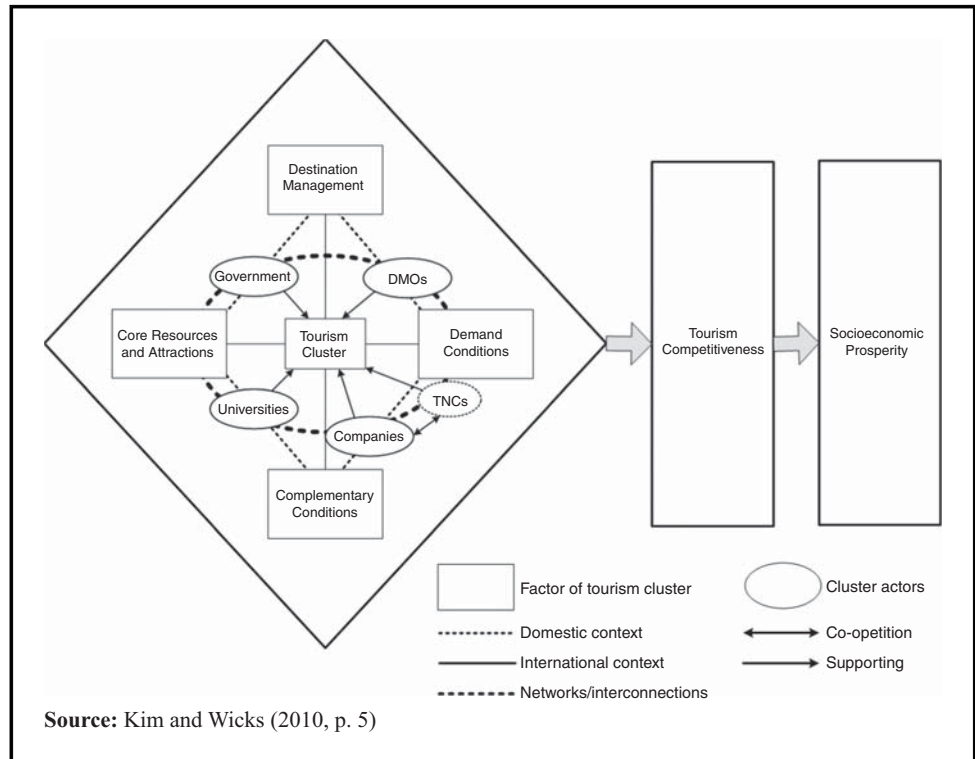 Destination
Management
Government
DMOs
Core Resources
and Attractions
Tourism
Cluster
Demand
Conditions
Tourism
Competitiveness
Socioeconomic
Prosperity
Universities
TNCs
Companies
Complementary
Conditions
Factor of tourism cluster
Cluster actors
Domestic context
Co-opetition
International context
Supporting
Networks/interconnections
Source: Kim and Wicks (2010, p. 5)